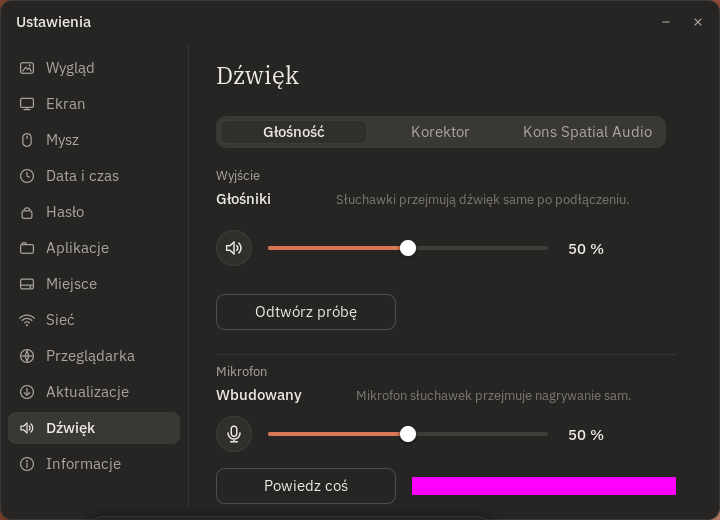 Ustawienia
Wygląd
Ekran
Mysz
Data i czas
Hasło
Aplikacje
Miejsce
Sieć
Przeglądarka
Aktualizacje
Dźwięk
Informacje
Dźwięk
Głośność Korektor Kons Spatial Audio
Wyjście
Głośniki Słuchawki przejmują dźwięk same po podłączeniu.
50 %
Odtwórz próbę
Mikrofon
Wbudowany Mikrofon słuchawek przejmuje nagrywanie sam.
50 %
Powiedz coś